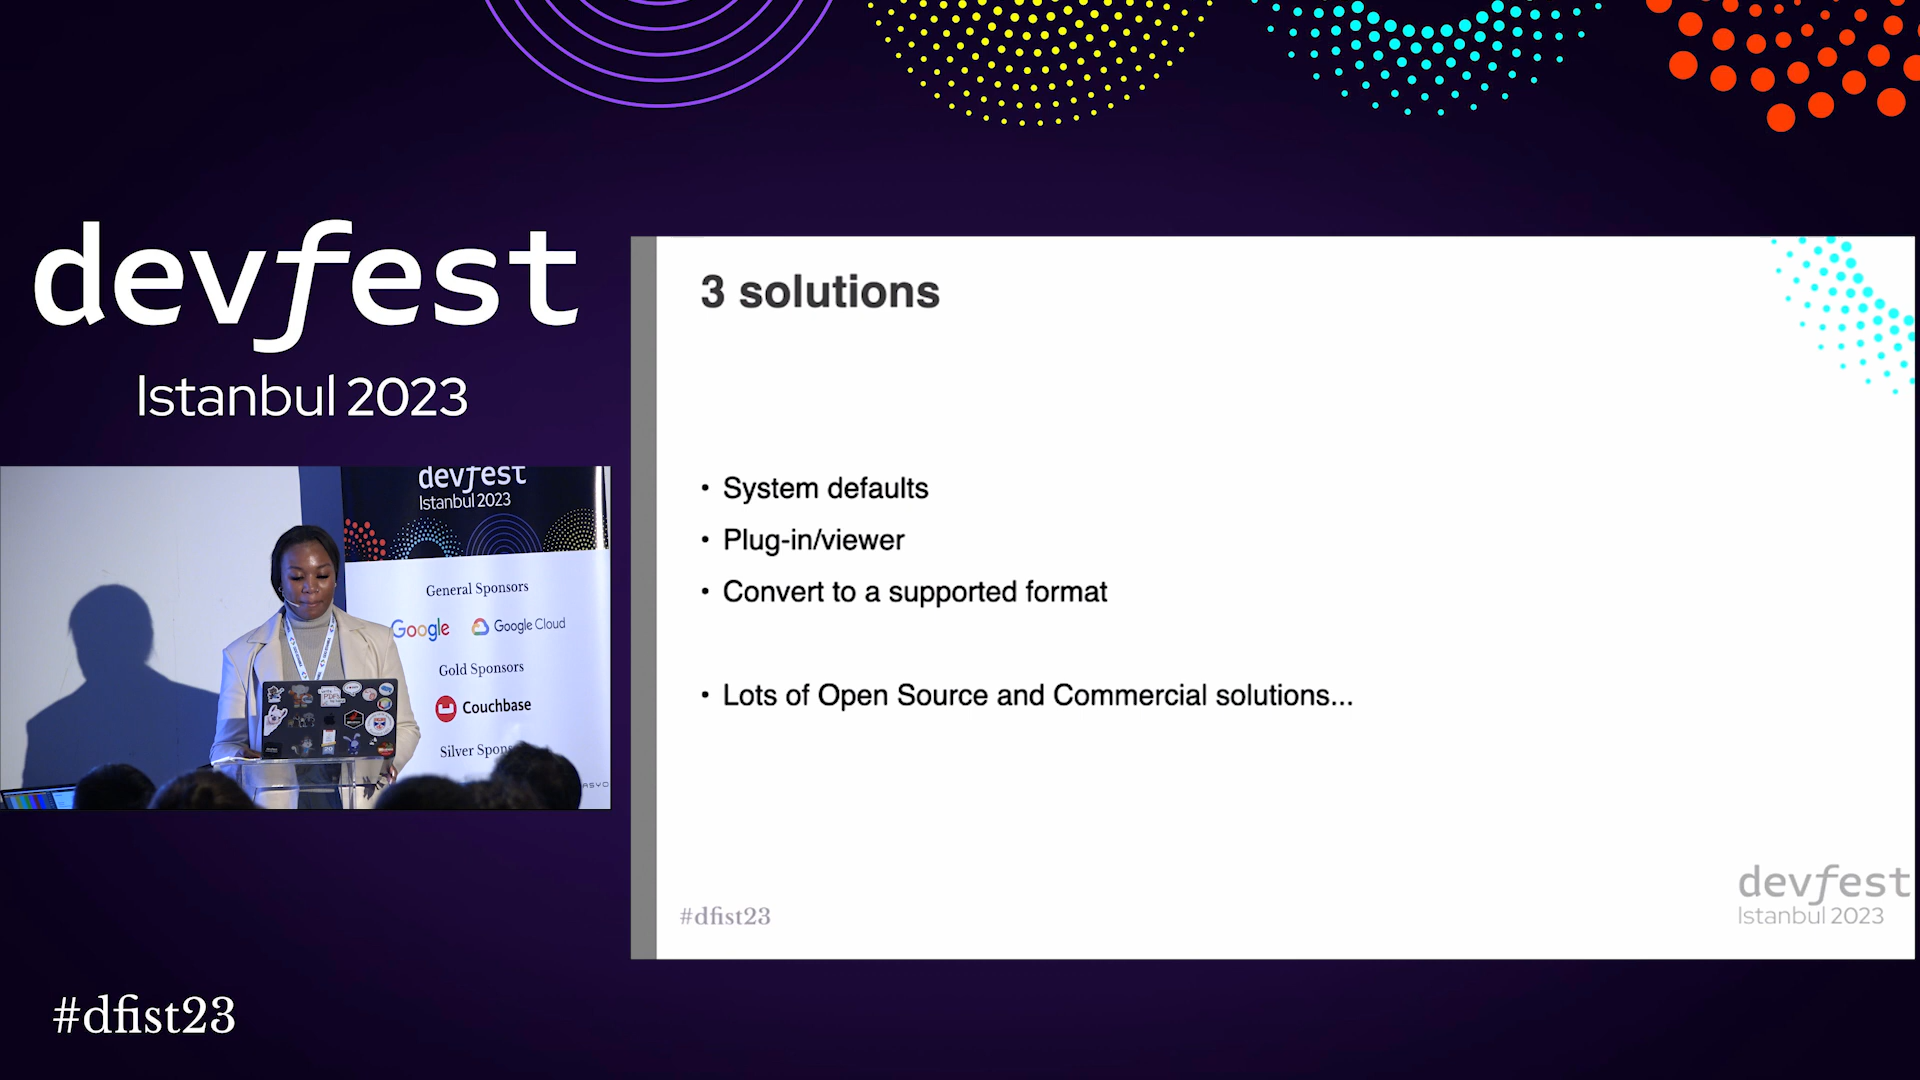 devfest
Istanbul 2023
devfest
Istanbul 2023
General Sponsors
Google
Google Cloud
Gold Sponsors
Couchbase
Silver
#dfist23
3 solutions
• System defaults
• Plug-in/viewer
• Convert to a supported format
• Lots of Open Source and Commercial solutions...
#dfist23
devfest
Istanbul 2023